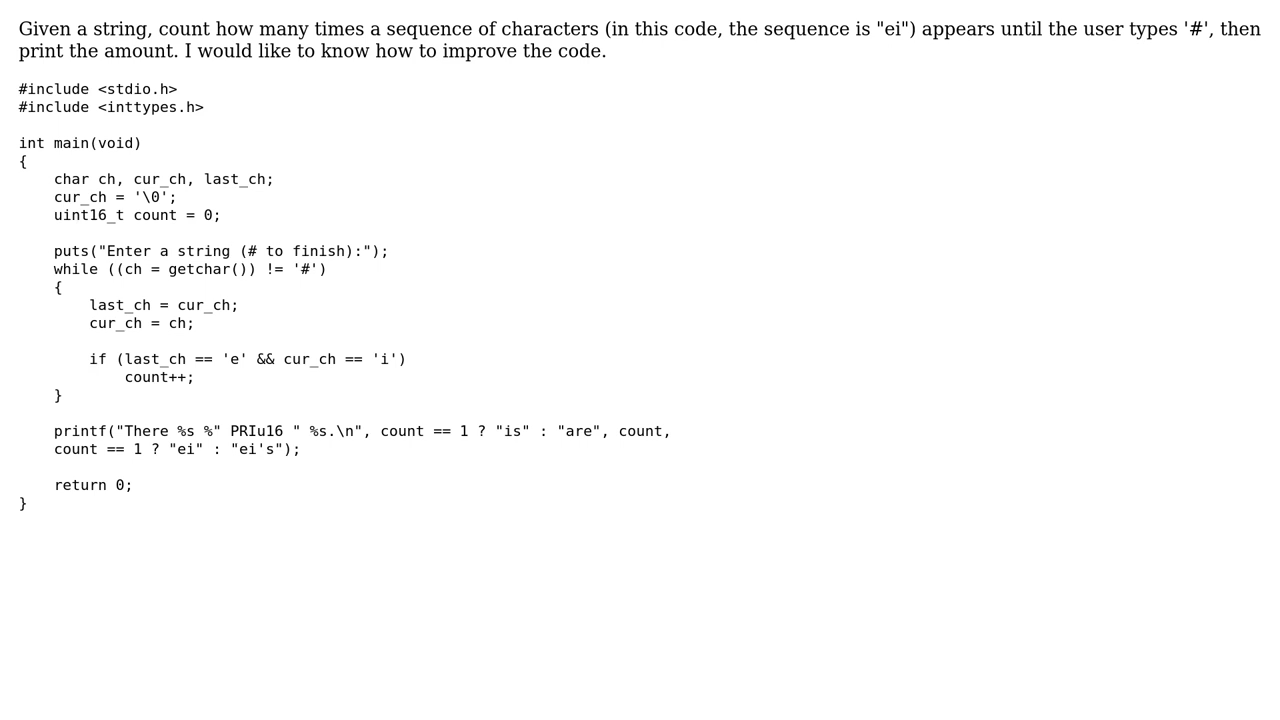 Given a string, count how many times a sequence of characters (in this code, the sequence is "ei") appears until the user types '#', then
print the amount. I would like to know how to improve the code.
#include <stdio.h>
#include <inttypes.h>
int main(void)
{
    char ch, cur_ch, last_ch;
    cur_ch = '\0';
    uint16_t count = 0;
    puts("Enter a string (# to finish):");
    while ((ch = getchar()) != '#')
    {
        last_ch = cur_ch;
        cur_ch = ch;
        if (last_ch == 'e' && cur_ch == 'i')
            count++;
    }
    printf("There %s %" PRIu16 " %s.\n", count == 1 ? "is" : "are", count,
    count == 1 ? "ei" : "ei's");
    return 0;
}